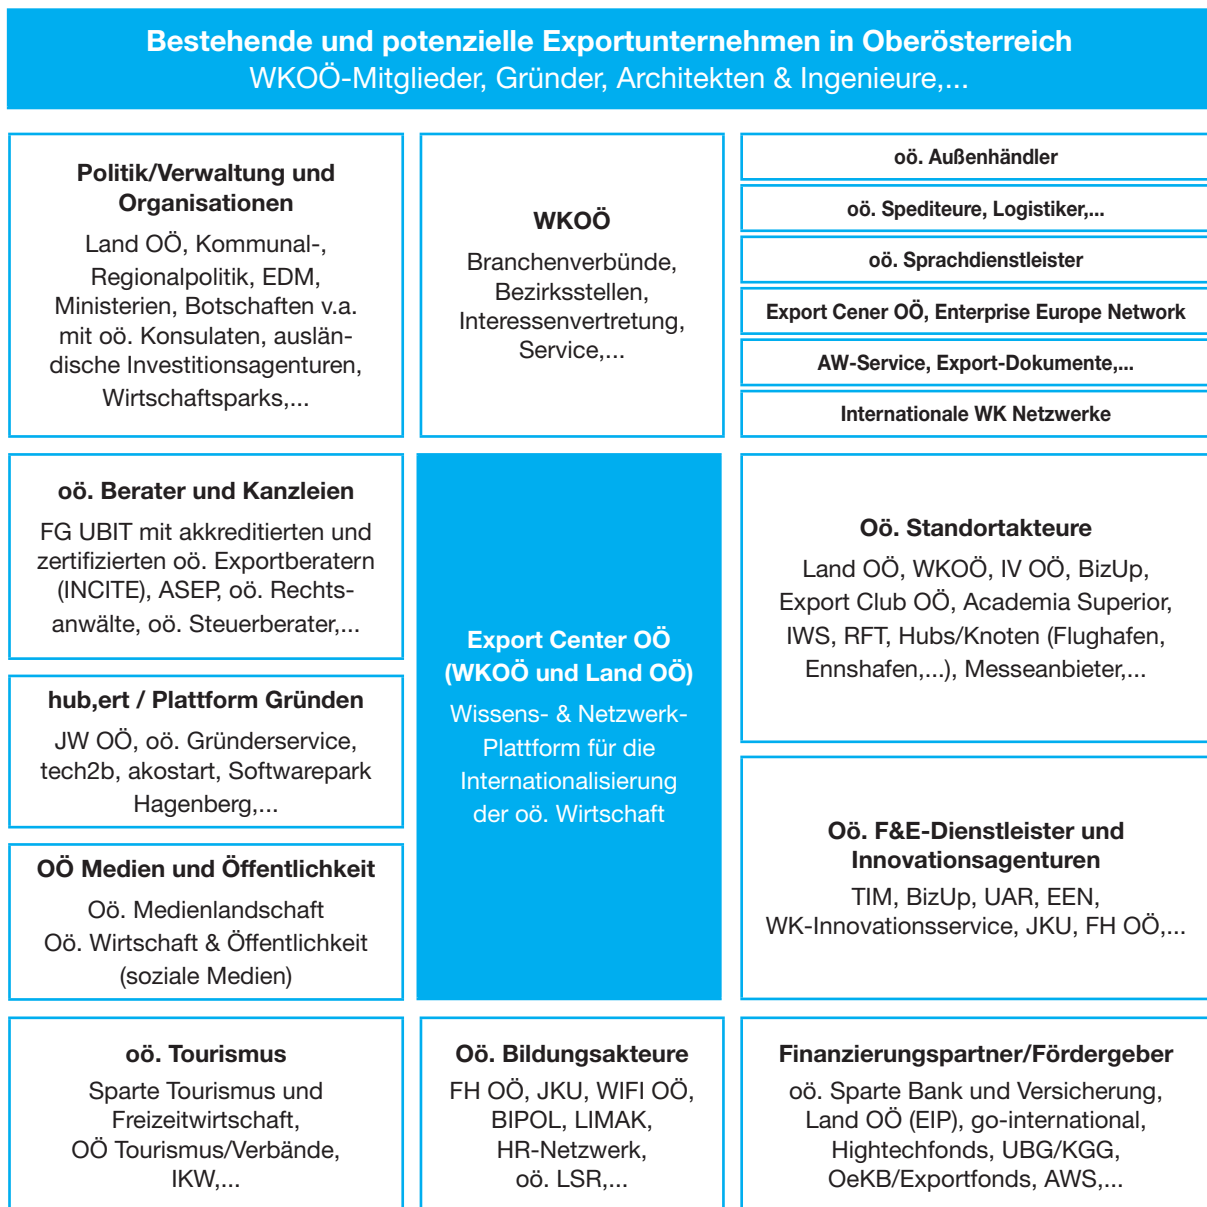 Bestehende und potenzielle Exportunternehmen in Oberösterreich
WKOÖ-Mitglieder, Gründer, Architekten & Ingenieure,...
Politik/Verwaltung und
Organisationen
Land OÖ, Kommunal-,
Regionalpolitik, EDM,
Ministerien, Botschaften v.a.
mit oö. Konsulaten, auslän-
dische Investitionsagenturen,
Wirtschaftsparks,...
WKOÖ
Branchenverbünde,
Bezirksstellen,
Interessenvertretung,
Service,...
oö. Außenhändler
oö. Spediteure, Logistiker,...
oö. Sprachdienstleister
Export Cener OÖ, Enterprise Europe Network
AW-Service, Export-Dokumente,...
Internationale WK Netzwerke
oö. Berater und Kanzleien
FG UBIT mit akkreditierten und
zertifizierten oö. Exportberatern
(INCITE), ASEP, oö. Rechts-
anwälte, oö. Steuerberater,...
hub,ert / Plattform Gründen
JW OÖ, oö. Gründerservice,
tech2b, akostart, Softwarepark
Hagenberg,...
OÖ Medien und Öffentlichkeit
Oö. Medienlandschaft
Oö. Wirtschaft & Öffentlichkeit
(soziale Medien)
Export Center OÖ
(WKOÖ und Land OÖ)
Wissens- & Netzwerk-
Plattform für die
Internationalisierung
der oö. Wirtschaft
Oö. Standortakteure
Land OÖ, WKOÖ, IV OÖ, BizUp,
Export Club OÖ, Academia Superior,
IWS, RFT, Hubs/Knoten (Flughafen,
Ennshafen,...), Messeanbieter,...
Oö. F&E-Dienstleister und
Innovationsagenturen
TIM, BizUp, UAR, EEN,
WK-Innovationsservice, JKU, FH OÖ,...
oö. Tourismus
Sparte Tourismus und
Freizeitwirtschaft,
OÖ Tourismus/Verbände,
IKW,...
Oö. Bildungsakteure
FH OÖ, JKU, WIFI OÖ,
BIPOL, LIMAK,
HR-Netzwerk,
oö. LSR,...
Finanzierungspartner/Fördergeber
oö. Sparte Bank und Versicherung,
Land OÖ (EIP), go-international,
Hightechfonds, UBG/KGG,
OeKB/Exportfonds, AWS,...